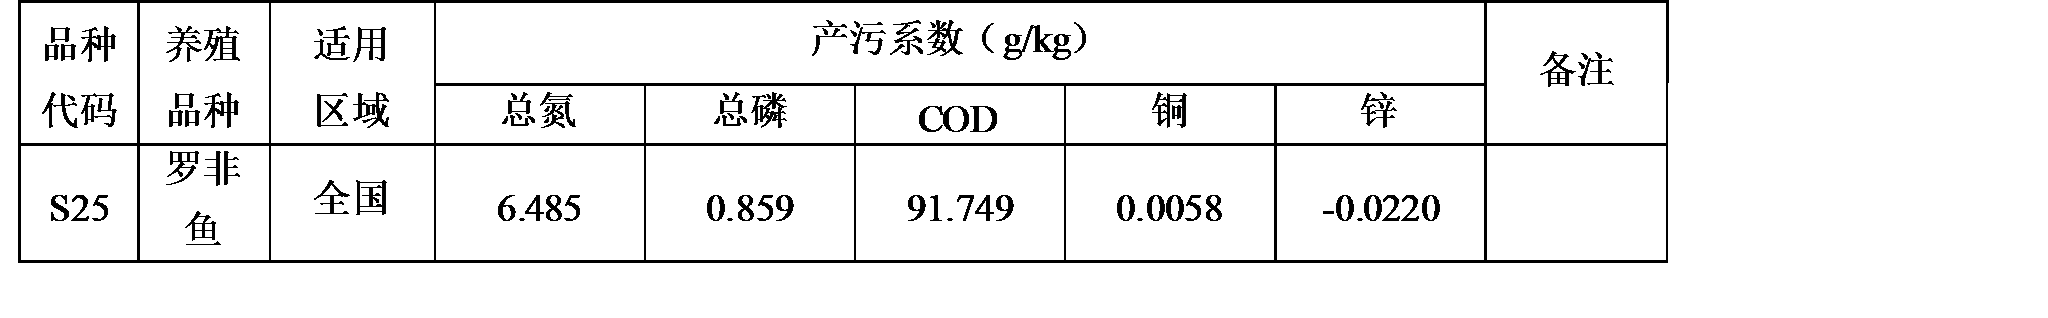 品种 养殖 适用 产污系数（g/kg） 备注
代码 品种 区域 总氮 总磷 COD 铜 锌
罗非
S25 全国 6.485 0.859 91.749 0.0058 -0.0220
鱼